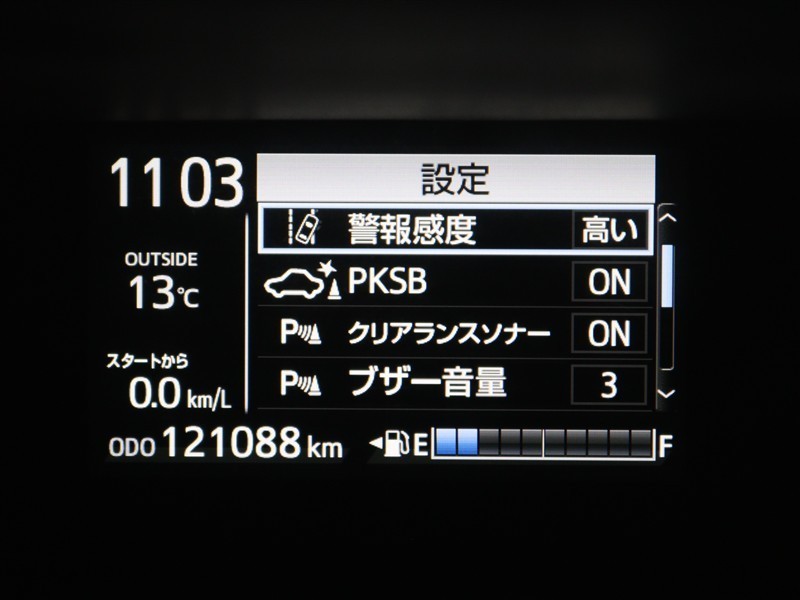 11 03
設定
警報感度 高い
OUTSIDE
13℃
PKSB ON
P クリアランスソナー ON
スタートから
0.0 km/L
P ブザー音量 3
ODO 121088 km
E F